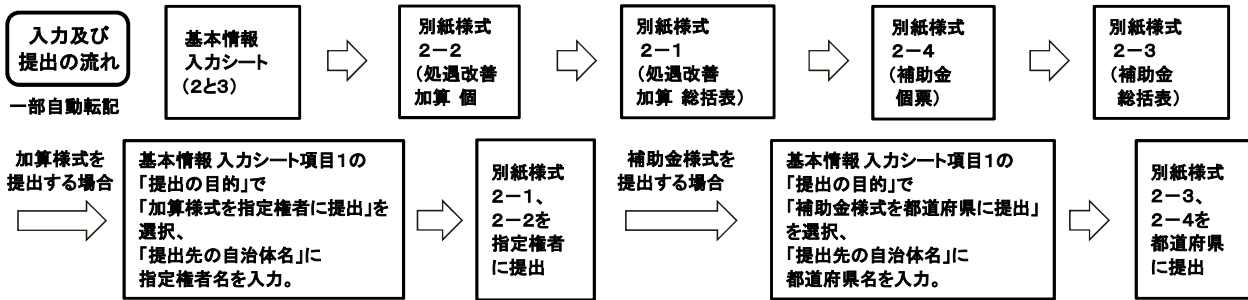 入力及び
提出の流れ
一部自動転記
基本情報
入力シート
(2と3)
別紙様式
2－2
(処遇改善
加算 個
別紙様式
2－1
(処遇改善
加算 総括表)
別紙様式
2－4
(補助金
個票)
別紙様式
2－3
(補助金
総括表)
加算様式を
提出する場合
基本情報 入力シート項目1の
「提出の目的」で
「加算様式を指定権者に提出」を
選択、
「提出先の自治体名」に
指定権者名を入力。
別紙様式
2－1、
2－2を
指定権者
に提出
補助金様式を
提出する場合
基本情報 入力シート項目1の
「提出の目的」で
「補助金様式を都道府県に提出」
を選択、
「提出先の自治体名」に
都道府県名を入力。
別紙様式
2－3、
2－4を
都道府県
に提出